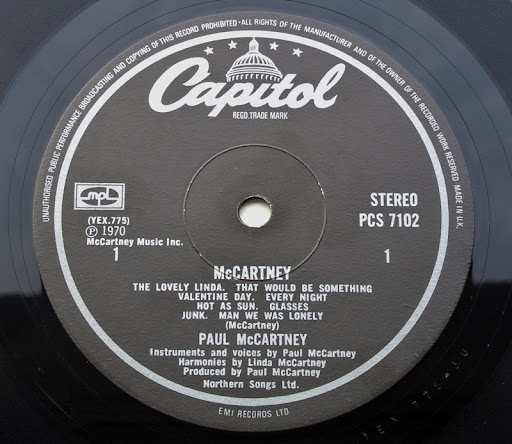 UNAUTHORISED PUBLIC PERFORMANCE BROADCASTING AND COPYING OF THIS RECORD PROHIBITED · ALL RIGHTS OF THE MANUFACTURER AND OF THE OWNER OF THE RECORDED WORK RESERVED MADE IN U.K.
Capitol
REGD. TRADE MARK
mpl
(YEX.775)
℗ 1970
McCartney Music Inc.
1
STEREO
PCS 7102
1
McCARTNEY
THE LOVELY LINDA. THAT WOULD BE SOMETHING
VALENTINE DAY. EVERY NIGHT
HOT AS SUN. GLASSES
JUNK. MAN WE WAS LONELY
(McCartney)
PAUL McCARTNEY
Instruments and voices by Paul McCartney
Harmonies by Linda McCartney
Produced by Paul McCartney
Northern Songs Ltd.
EMI RECORDS LTD